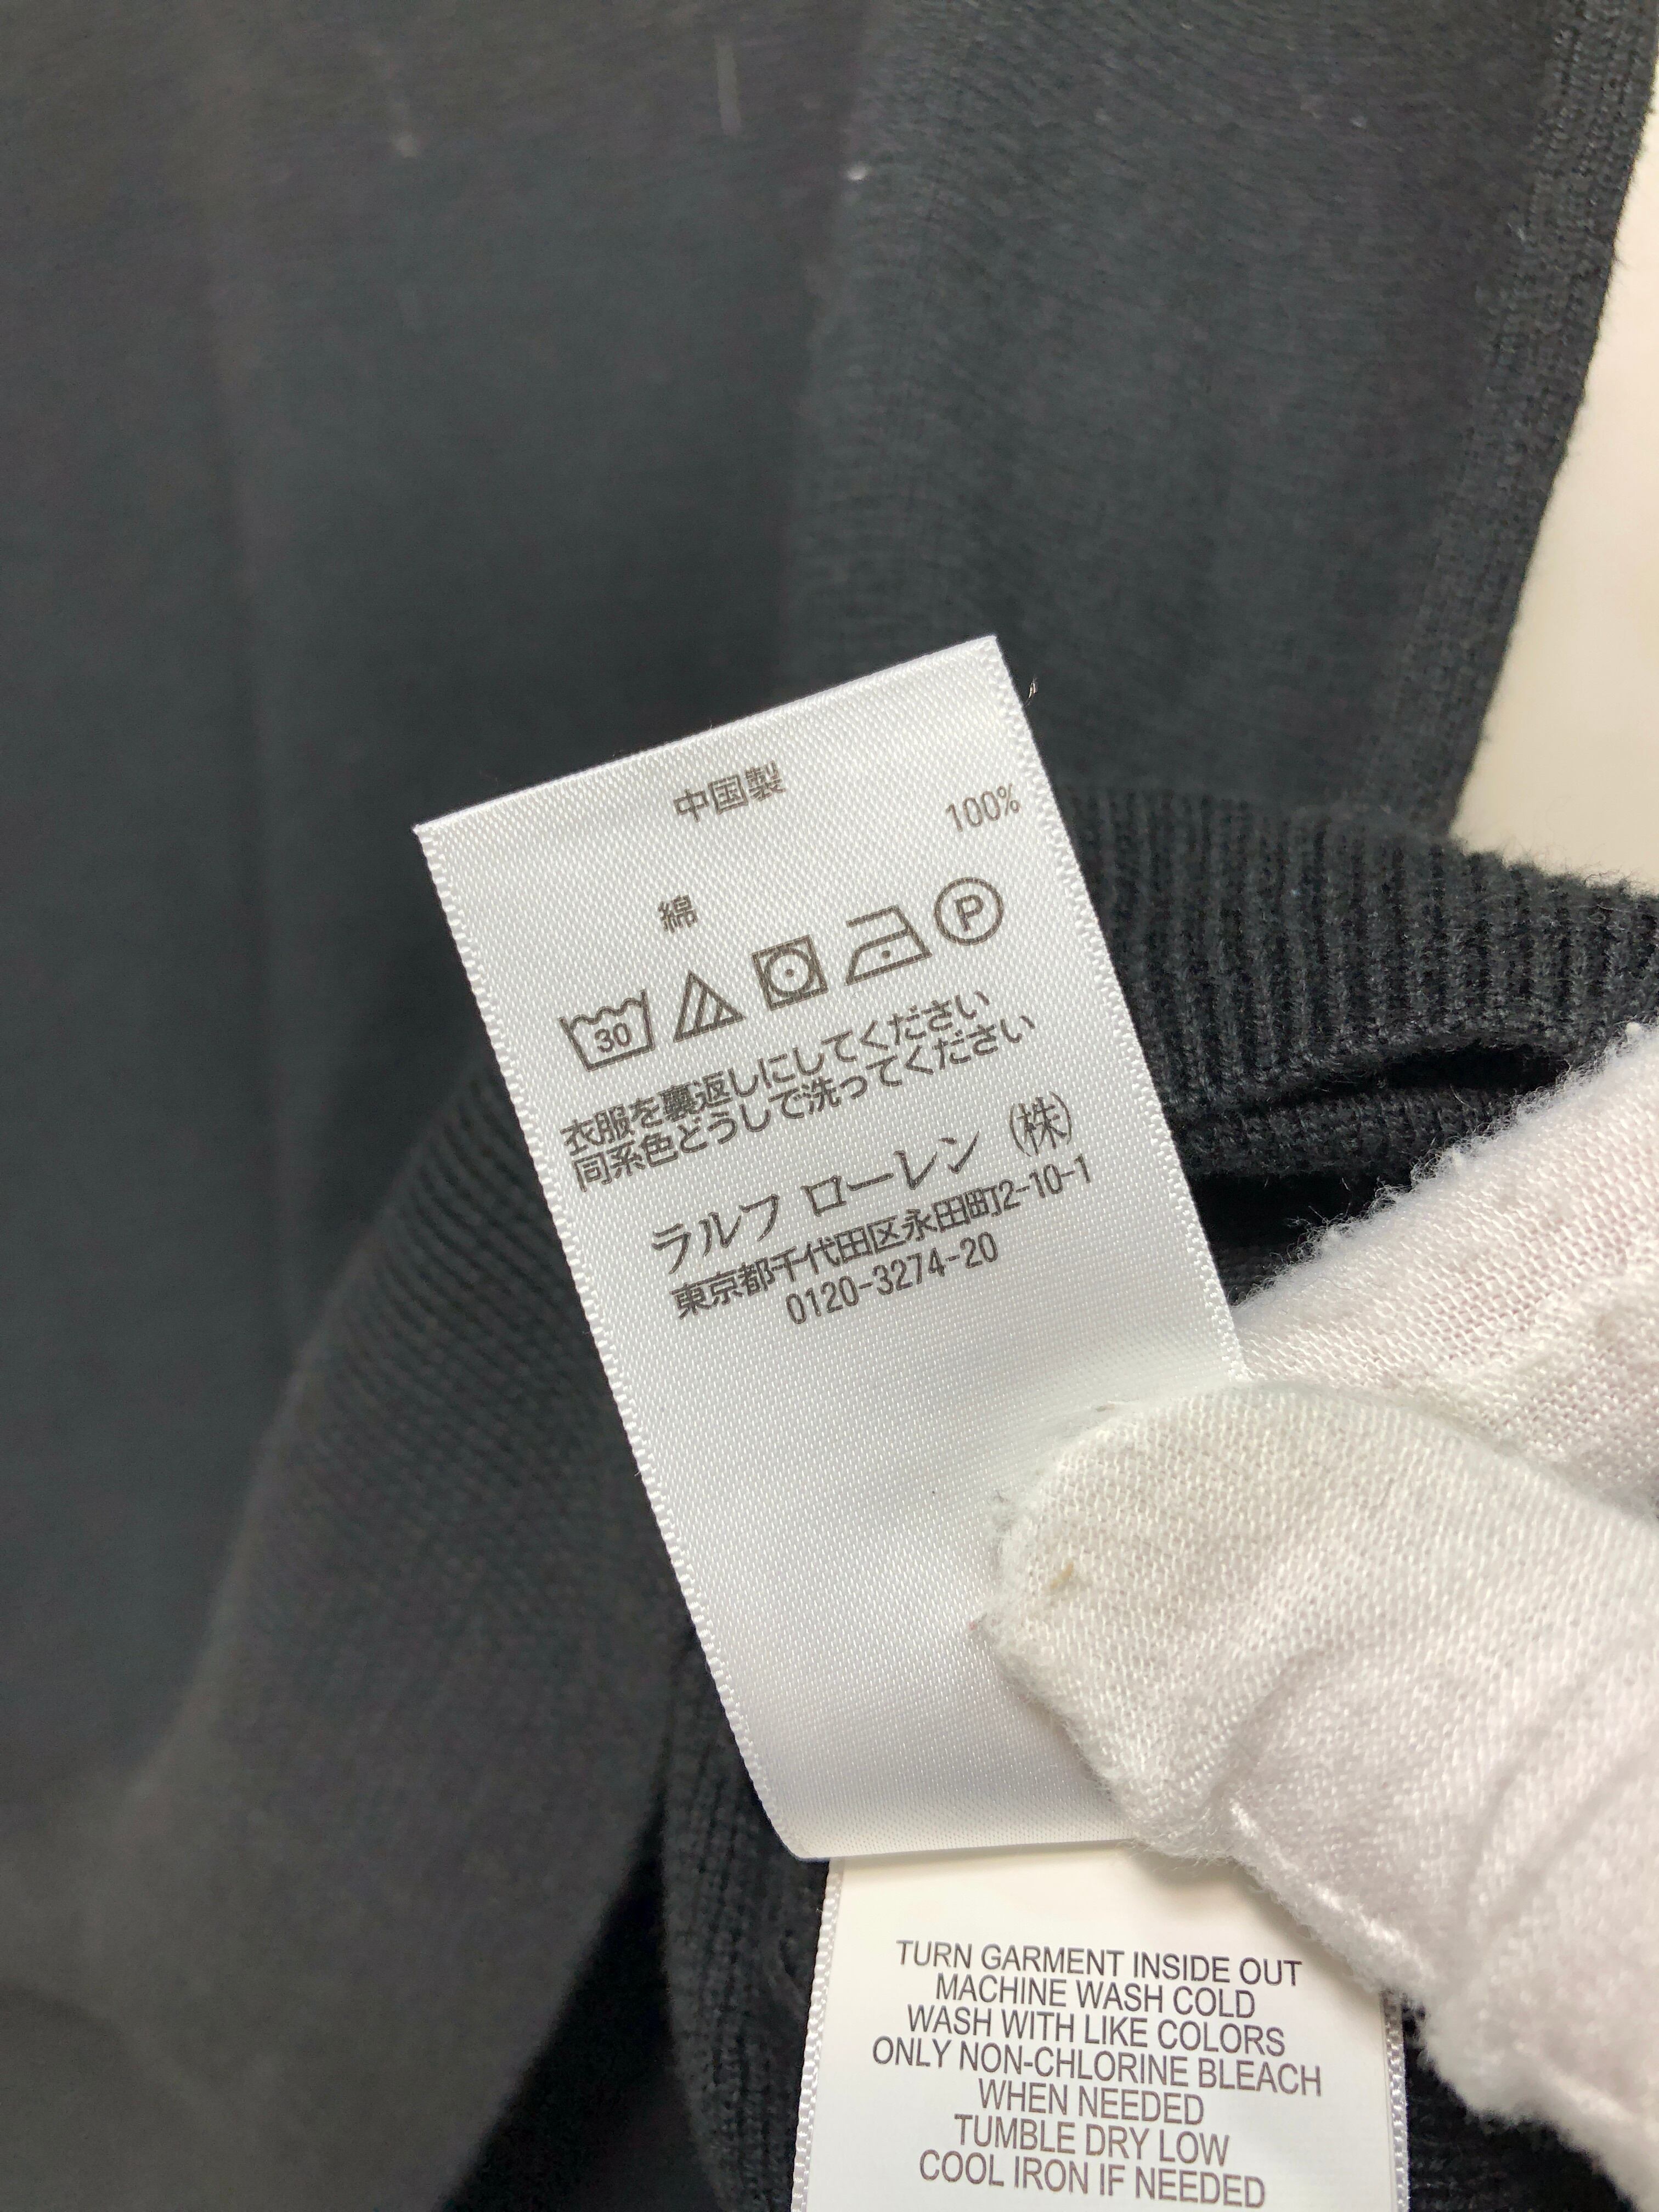 中国製
綿 100%
30 P
衣服を裏返しにしてください
同系色どうしで洗ってください
ラルフ ローレン (株)
東京都千代田区永田町2-10-1
0120-3274-20
TURN GARMENT INSIDE OUT
MACHINE WASH COLD
WASH WITH LIKE COLORS
ONLY NON-CHLORINE BLEACH
WHEN NEEDED
TUMBLE DRY LOW
COOL IRON IF NEEDED